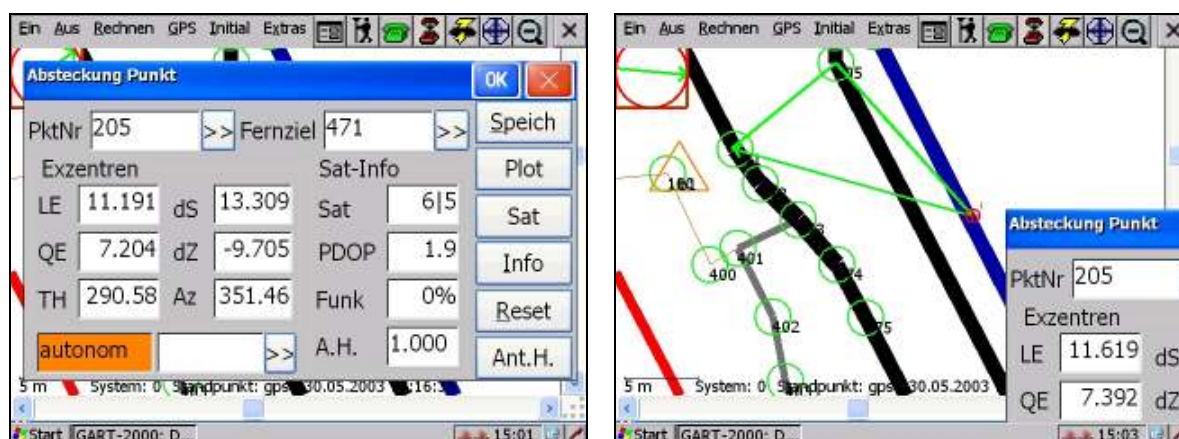 Ein Aus Rechnen GPS Initial Extras
Absteckung Punkt OK
PktNr 205 >> Fernziel 471 >> Speich
Exzentren Sat-Info Plot
LE 11.191 dS 13.309 Sat 6|5 Sat
QE 7.204 dZ -9.705 PDOP 1.9 Info
TH 290.58 Az 351.46 Funk 0% Reset
autonom >> A.H. 1.000 Ant.H.
5 m System: 0 Standpunkt: gps 30.05.2003
Start GART-2000: D... 15:01
Ein Aus Rechnen GPS Initial Extras
400
401
402
74
75
Absteckung Punkt
PktNr 205
Exzentren
LE 11.619 dS
QE 7.392 dZ
5 m System: 0 Standpunkt: gps 30.05.2003
Start GART-2000: D... 15:03